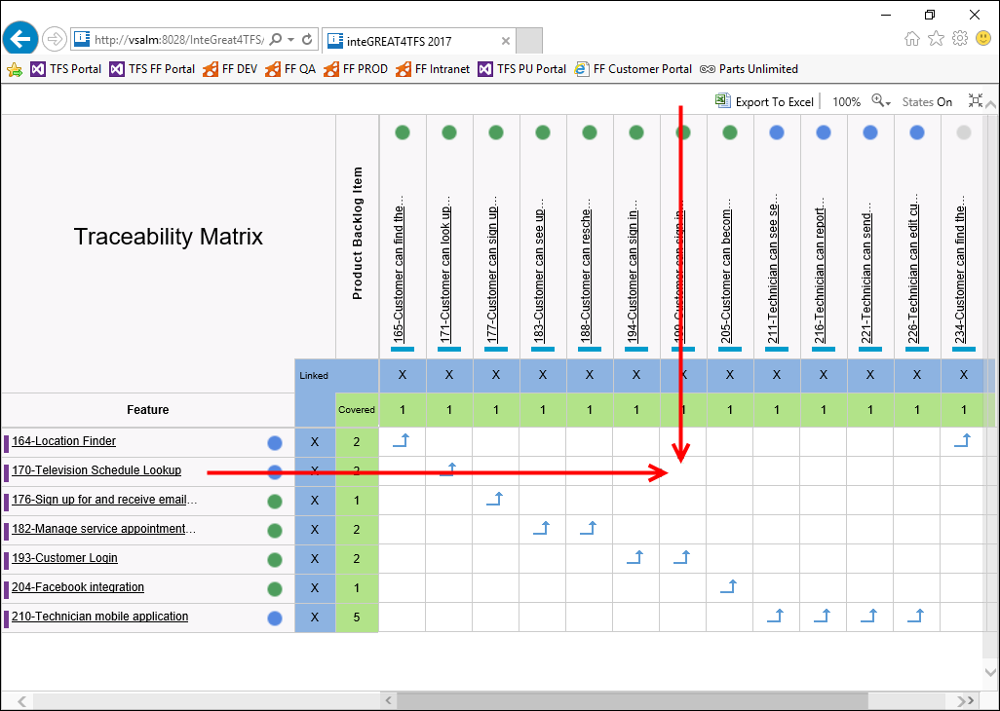 http://vsalm:8028/InteGreat4TFS/
inteGREAT4TFS 2017
TFS Portal TFS FF Portal FF DEV FF QA FF PROD FF Intranet TFS PU Portal FF Customer Portal Parts Unlimited
Export To Excel 100% States On
Traceability Matrix
Product Backlog Item
165-Customer can find the...
171-Customer can look up...
177-Customer can sign up...
183-Customer can see up...
188-Customer can resche...
194-Customer can sign in...
199-Customer can sign in...
205-Customer can becom...
211-Technician can see se...
216-Technician can report...
221-Technician can send...
226-Technician can edit cu...
234-Customer can find the...
Linked X X X X X X X X X X X X X
Feature Covered 1 1 1 1 1 1 1 1 1 1 1 1 1
164-Location Finder X 2
170-Television Schedule Lookup X 2
176-Sign up for and receive email... X 1
182-Manage service appointment... X 2
193-Customer Login X 2
204-Facebook integration X 1
210-Technician mobile application X 5